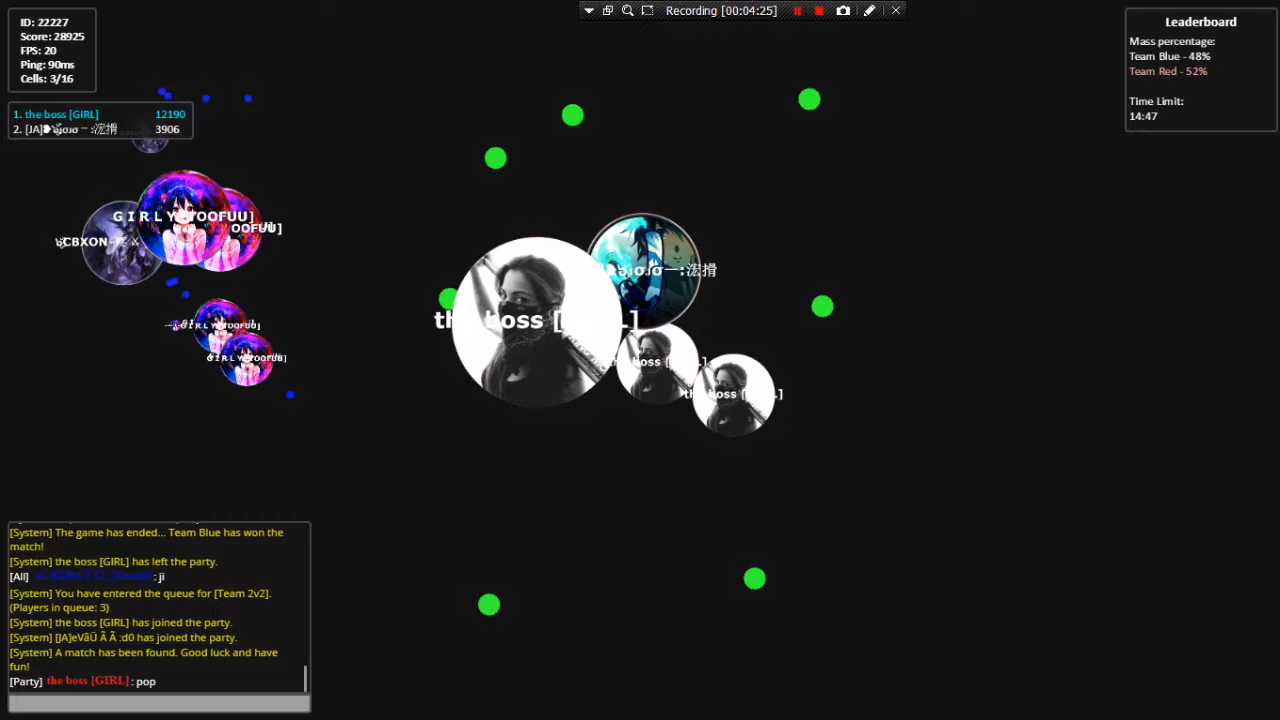 Recording [00:04:25]
ID: 22227
Score: 28925
FPS: 20
Ping: 90ms
Cells: 3/16
1. the boss [GIRL] 12190
2. [JA] 3906
Leaderboard
Mass percentage:
Team Blue - 48%
Team Red - 52%
Time Limit:
14:47
G I R L Y
OOFUU]
the boss
the boss
the boss
G I R L Y
G I R L Y
[System] The game has ended... Team Blue has won the
match!
[System] the boss [GIRL] has left the party.
[All] : ji
[System] You have entered the queue for [Team 2v2].
(Players in queue: 3)
[System] the boss [GIRL] has joined the party.
[System] [JA]eVãÜ Ã Ã :d0 has joined the party.
[System] A match has been found. Good luck and have
fun!
[Party] the boss [GIRL] : pop